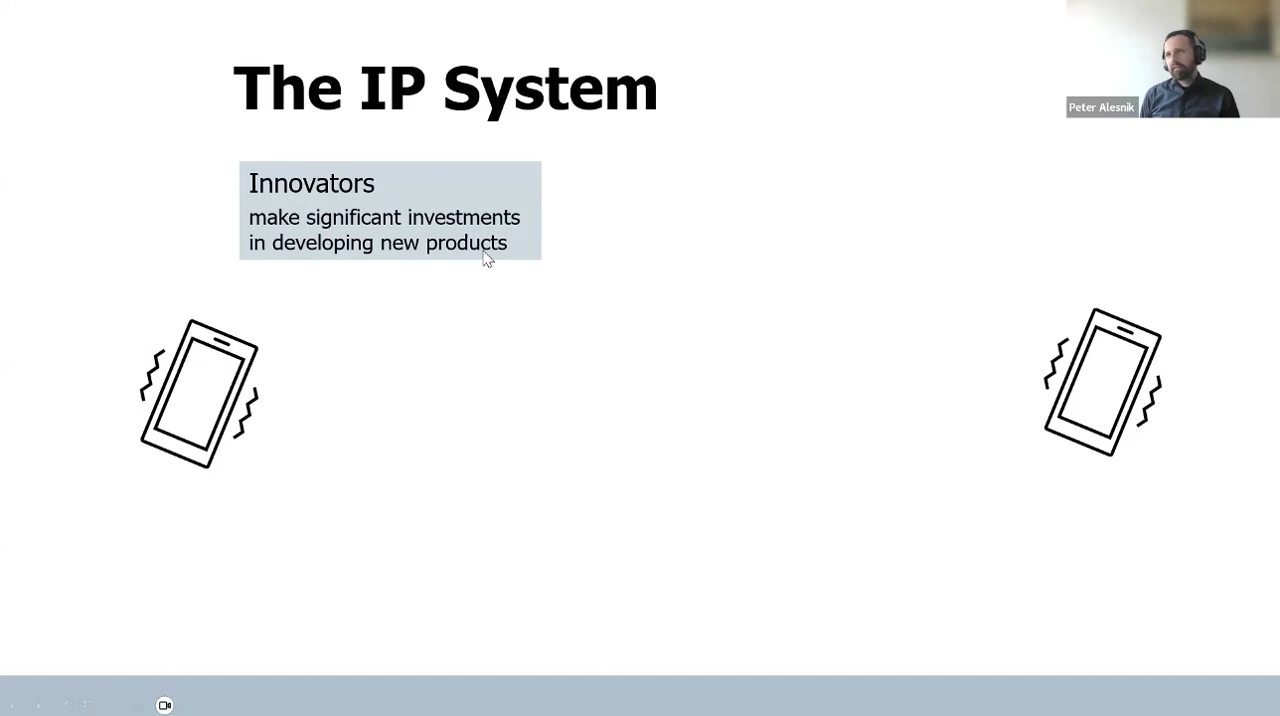 The IP System
Peter Alesnik
Innovators
make significant investments
in developing new products